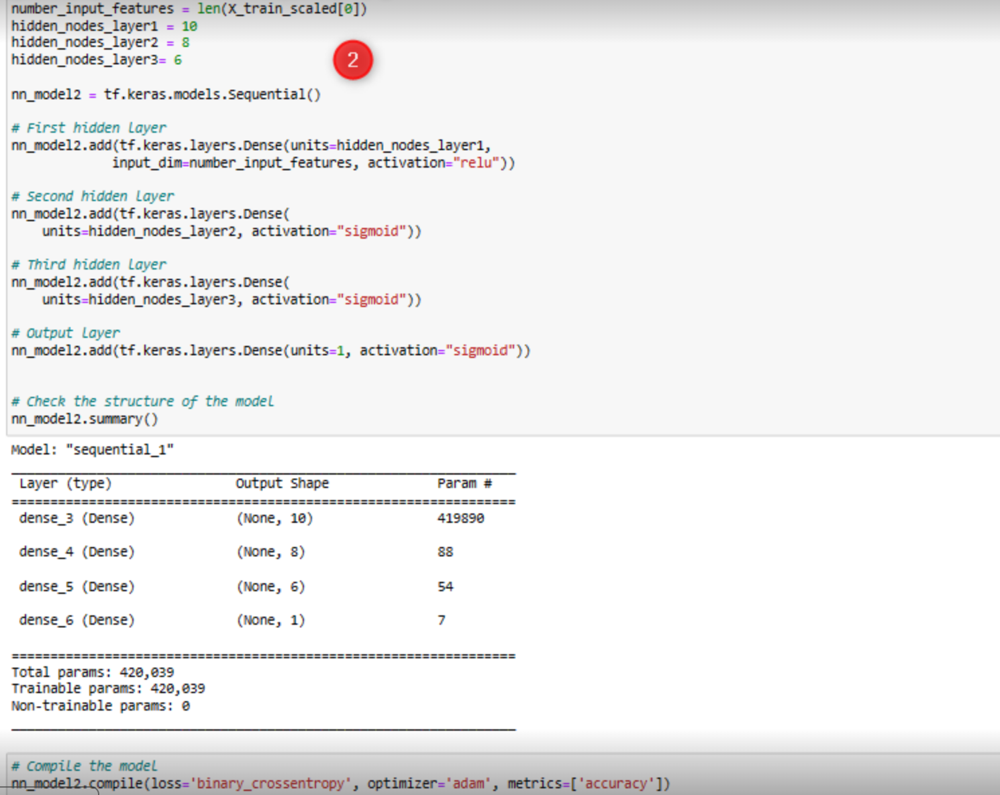 number_input_features = len(X_train_scaled[0])
hidden_nodes_layer1 = 10
hidden_nodes_layer2 = 8
hidden_nodes_layer3= 6
2
nn_model2 = tf.keras.models.Sequential()
# First hidden layer
nn_model2.add(tf.keras.layers.Dense(units=hidden_nodes_layer1,
input_dim=number_input_features, activation="relu"))
# Second hidden layer
nn_model2.add(tf.keras.layers.Dense(
units=hidden_nodes_layer2, activation="sigmoid"))
# Third hidden layer
nn_model2.add(tf.keras.layers.Dense(
units=hidden_nodes_layer3, activation="sigmoid"))
# Output layer
nn_model2.add(tf.keras.layers.Dense(units=1, activation="sigmoid"))
# Check the structure of the model
nn_model2.summary()
Model: "sequential_1"
Layer (type) Output Shape Param #
=================================================================
dense_3 (Dense) (None, 10) 419890
dense_4 (Dense) (None, 8) 88
dense_5 (Dense) (None, 6) 54
dense_6 (Dense) (None, 1) 7
=================================================================
Total params: 420,039
Trainable params: 420,039
Non-trainable params: 0
# Compile the model
nn_model2.compile(loss='binary_crossentropy', optimizer='adam', metrics=['accuracy'])